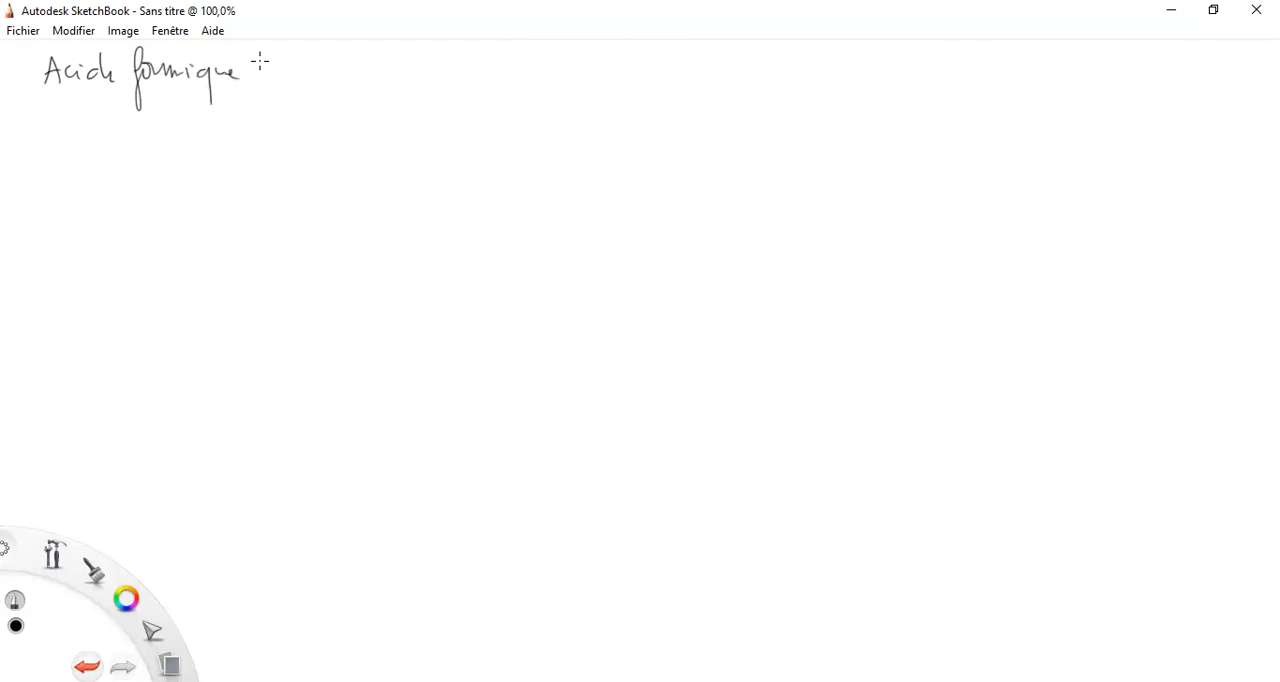 Autodesk SketchBook - Sans titre @ 100,0%
Fichier Modifier Image Fenêtre Aide
Acide formique